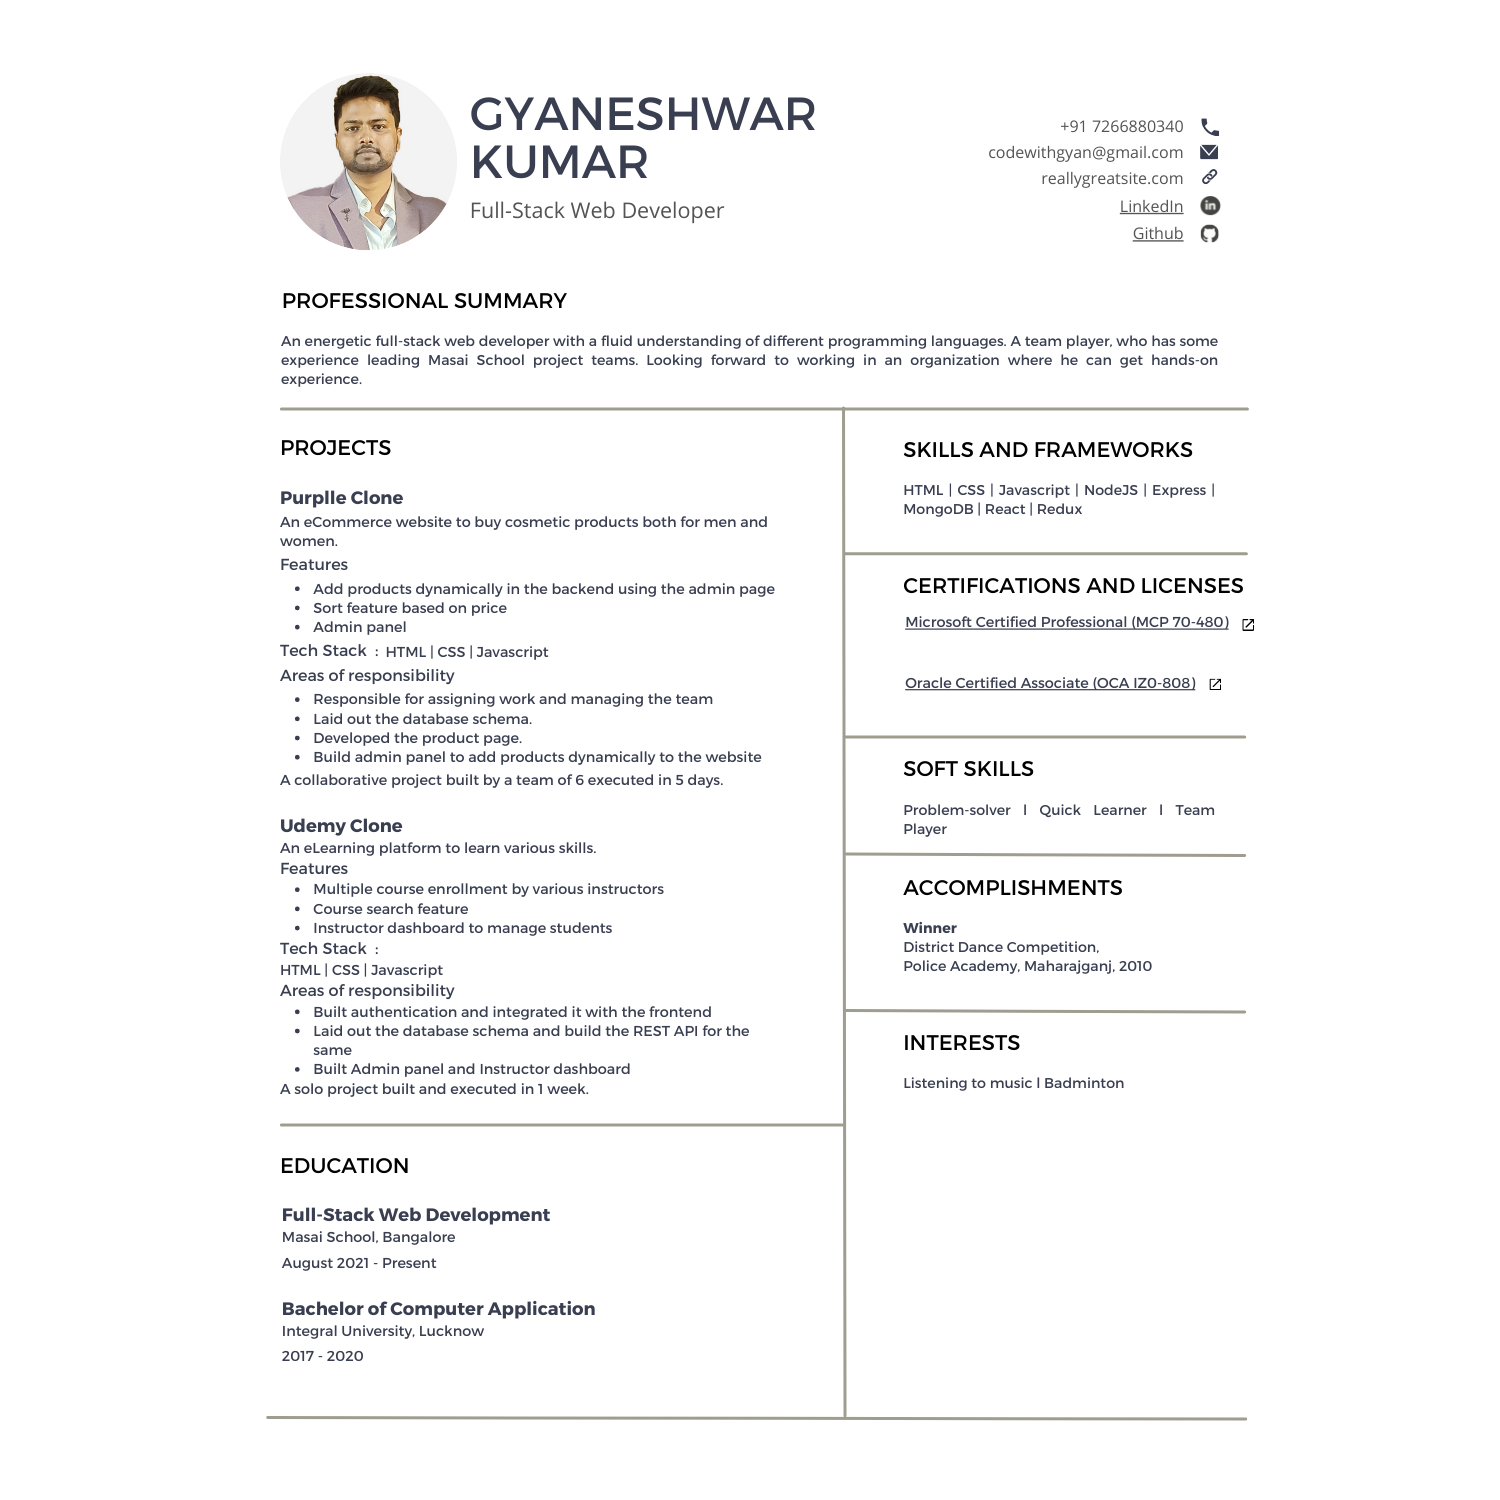 GYANESHWAR
KUMAR
Full-Stack Web Developer
+91 7266880340
codewithgyan@gmail.com
reallygreatsite.com
LinkedIn
Github
PROFESSIONAL SUMMARY
An energetic full-stack web developer with a fluid understanding of different programming languages. A team player, who has some
experience leading Masai School project teams. Looking forward to working in an organization where he can get hands-on
experience.
PROJECTS
Purplle Clone
An eCommerce website to buy cosmetic products both for men and
women.
Features
• Add products dynamically in the backend using the admin page
• Sort feature based on price
• Admin panel
Tech Stack : HTML | CSS | Javascript
Areas of responsibility
• Responsible for assigning work and managing the team
• Laid out the database schema.
• Developed the product page.
• Build admin panel to add products dynamically to the website
A collaborative project built by a team of 6 executed in 5 days.
Udemy Clone
An eLearning platform to learn various skills.
Features
• Multiple course enrollment by various instructors
• Course search feature
• Instructor dashboard to manage students
Tech Stack :
HTML | CSS | Javascript
Areas of responsibility
• Built authentication and integrated it with the frontend
• Laid out the database schema and build the REST API for the
same
• Built Admin panel and Instructor dashboard
A solo project built and executed in 1 week.
EDUCATION
Full-Stack Web Development
Masai School, Bangalore
August 2021 - Present
Bachelor of Computer Application
Integral University, Lucknow
2017 - 2020
SKILLS AND FRAMEWORKS
HTML | CSS | Javascript | NodeJS | Express |
MongoDB | React | Redux
CERTIFICATIONS AND LICENSES
Microsoft Certified Professional (MCP 70-480)
Oracle Certified Associate (OCA IZ0-808)
SOFT SKILLS
Problem-solver l Quick Learner l Team
Player
ACCOMPLISHMENTS
Winner
District Dance Competition,
Police Academy, Maharajganj, 2010
INTERESTS
Listening to music l Badminton